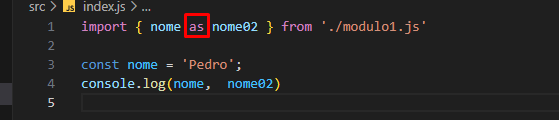 src > index.js > ...
1 import { nome as nome02 } from './modulo1.js'
2
3 const nome = 'Pedro';
4 console.log(nome,  nome02)
5